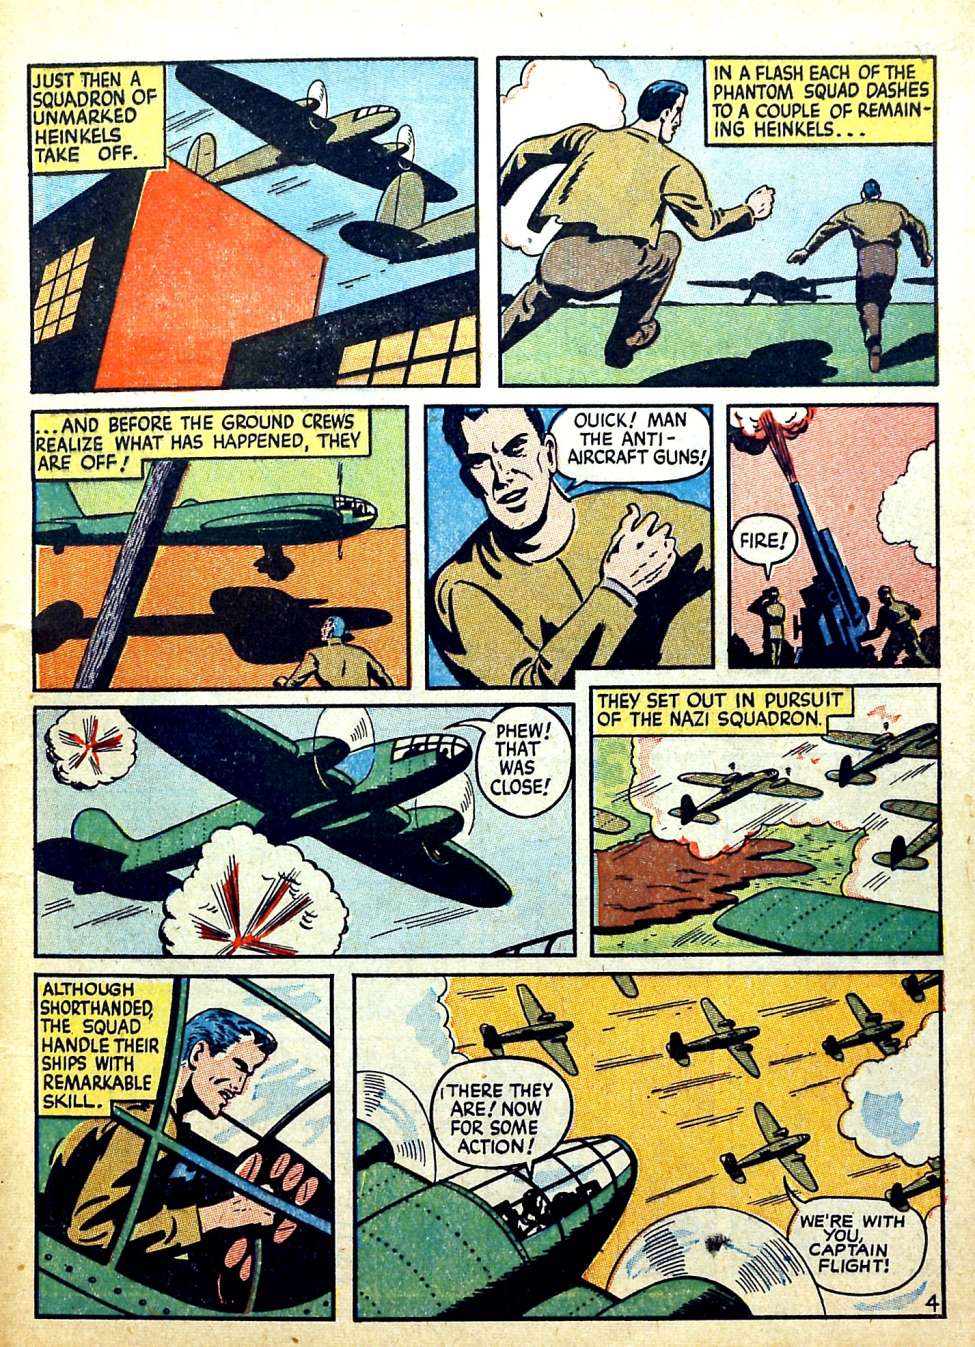 JUST THEN A
SQUADRON OF
UNMARKED
HEINKELS
TAKE OFF.
IN A FLASH EACH OF THE
PHANTOM SQUAD DASHES
TO A COUPLE OF REMAIN-
ING HEINKELS...
...AND BEFORE THE GROUND CREWS
REALIZE WHAT HAS HAPPENED, THEY
ARE OFF!
QUICK! MAN
THE ANTI-
AIRCRAFT GUNS!
FIRE!
PHEW!
THAT
WAS
CLOSE!
THEY SET OUT IN PURSUIT
OF THE NAZI SQUADRON.
ALTHOUGH
SHORTHANDED,
THE SQUAD
HANDLE THEIR
SHIPS WITH
REMARKABLE
SKILL.
THERE THEY
ARE! NOW
FOR SOME
ACTION!
WE'RE WITH
YOU,
CAPTAIN
FLIGHT!
4